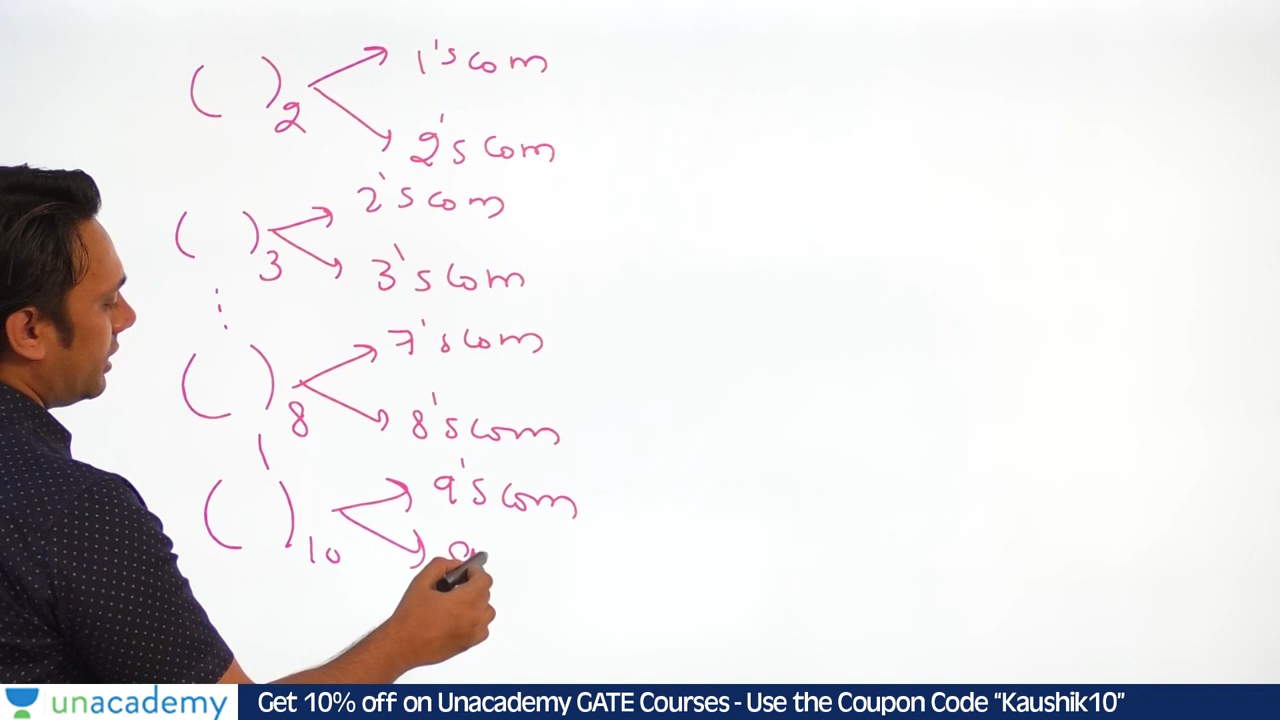 ( )2 1's com
2's com
( )3 2's com
3's com
( )8 7's com
8's com
( )10 9's com
unacademy Get 10% off on Unacademy GATE Courses - Use the Coupon Code “Kaushik10”